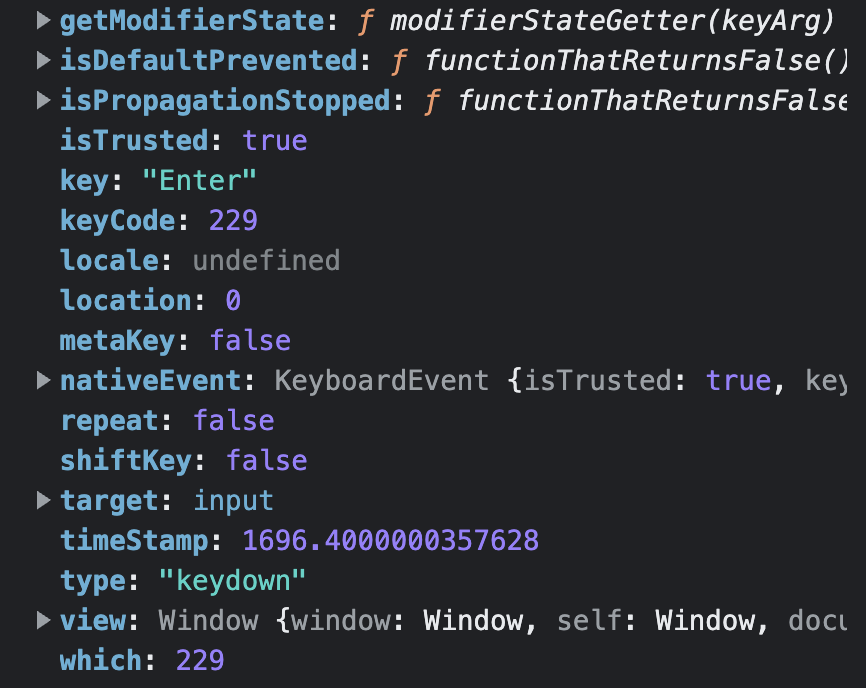 ▶ getModifierState: ƒ modifierStateGetter(keyArg)
▶ isDefaultPrevented: ƒ functionThatReturnsFalse()
▶ isPropagationStopped: ƒ functionThatReturnsFalse
isTrusted: true
key: "Enter"
keyCode: 229
locale: undefined
location: 0
metaKey: false
▶ nativeEvent: KeyboardEvent {isTrusted: true, key
repeat: false
shiftKey: false
▶ target: input
timeStamp: 1696.4000000357628
type: "keydown"
▶ view: Window {window: Window, self: Window, docu
which: 229